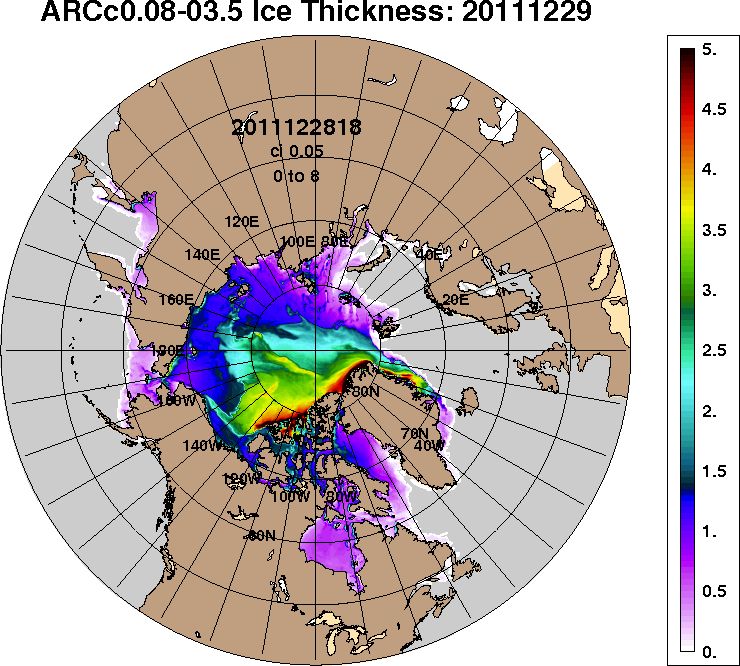 ARCc0.08-03.5 Ice Thickness: 20111229
2011122818
ci 0.05
0 to 8
120E
100E 80E
140E
40E
160E
20E
180E
160W
80N
140W
70N
40W
120W
100W
80W
60N
5.
4.5
4.
3.5
3.
2.5
2.
1.5
1.
0.5
0.